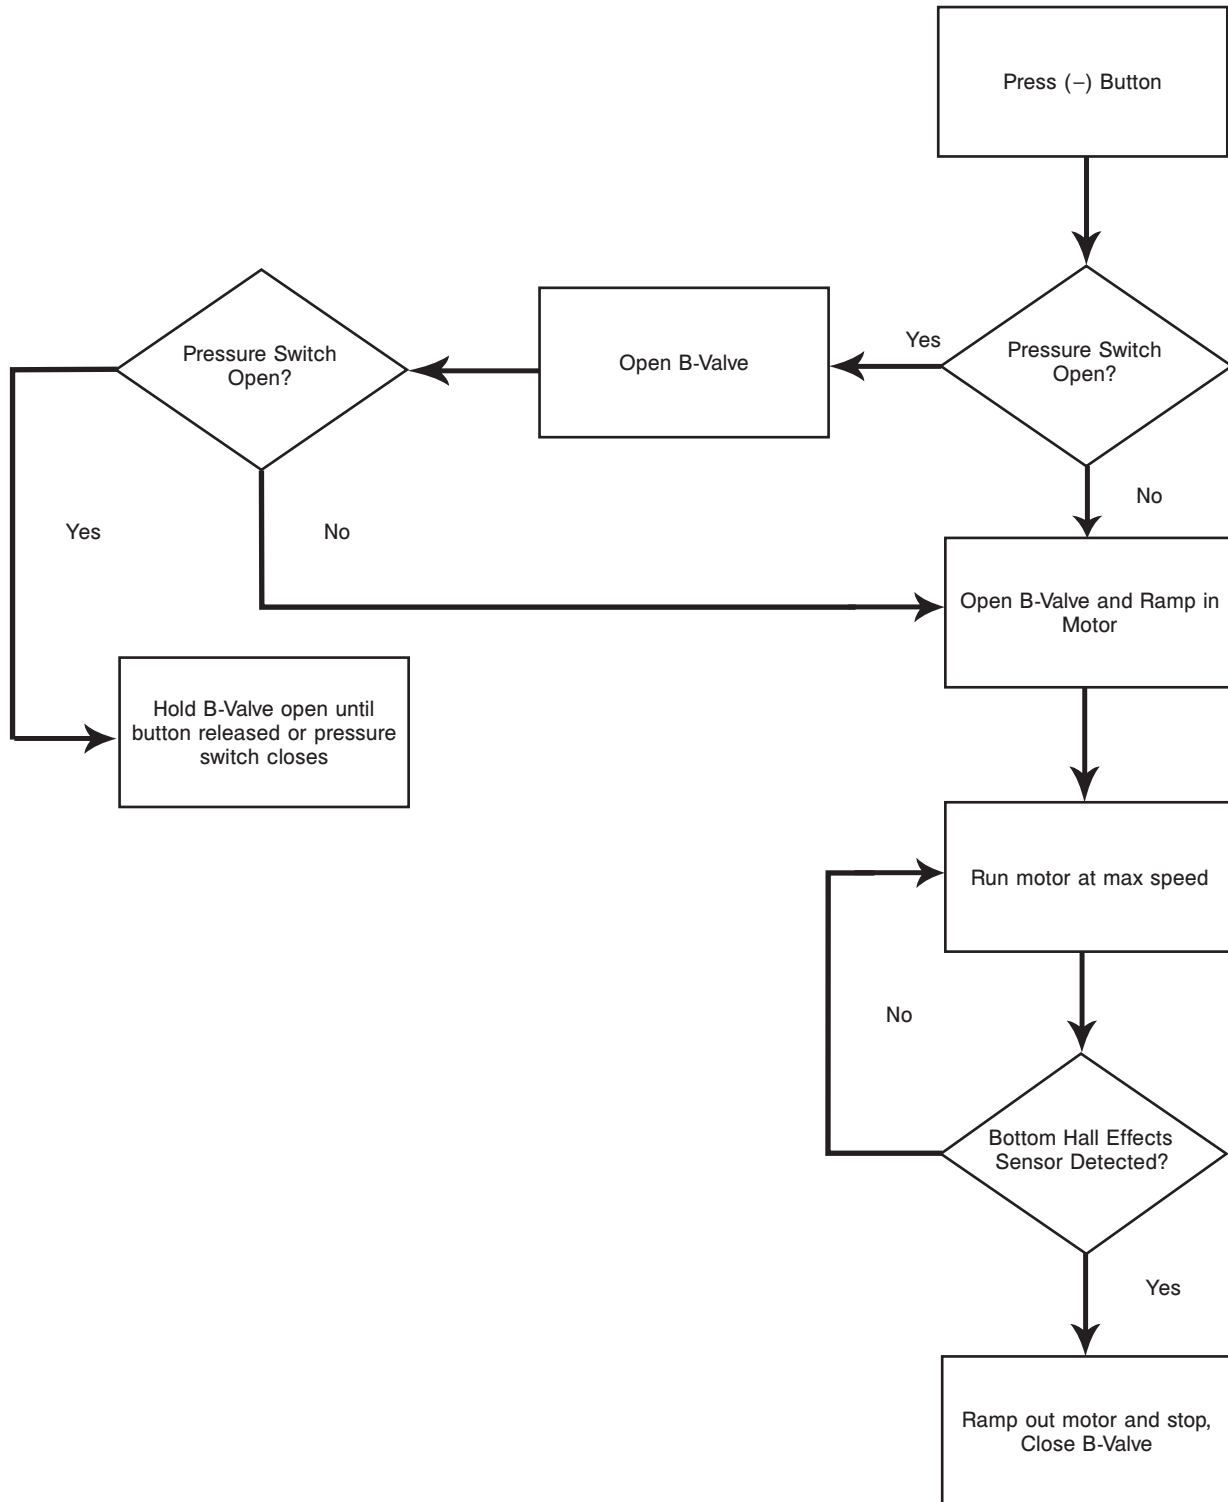 Press (–) Button
Pressure Switch
Open?
Yes
Open B-Valve
Pressure Switch
Open?
No
Yes
No
Open B-Valve and Ramp in
Motor
Hold B-Valve open until
button released or pressure
switch closes
Run motor at max speed
No
Bottom Hall Effects
Sensor Detected?
Yes
Ramp out motor and stop,
Close B-Valve